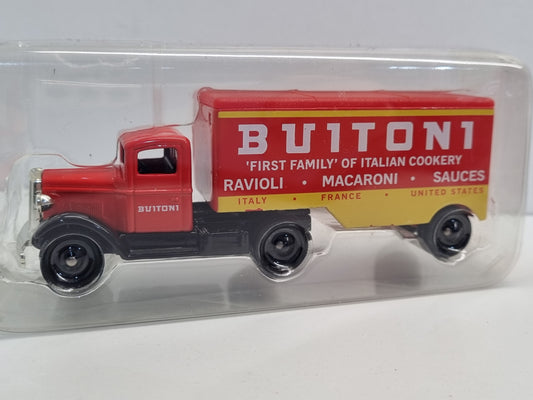 BUITONI
'FIRST FAMILY' OF ITALIAN COOKERY
RAVIOLI • MACARONI • SAUCES
ITALY • FRANCE • UNITED STATES
BUITONI